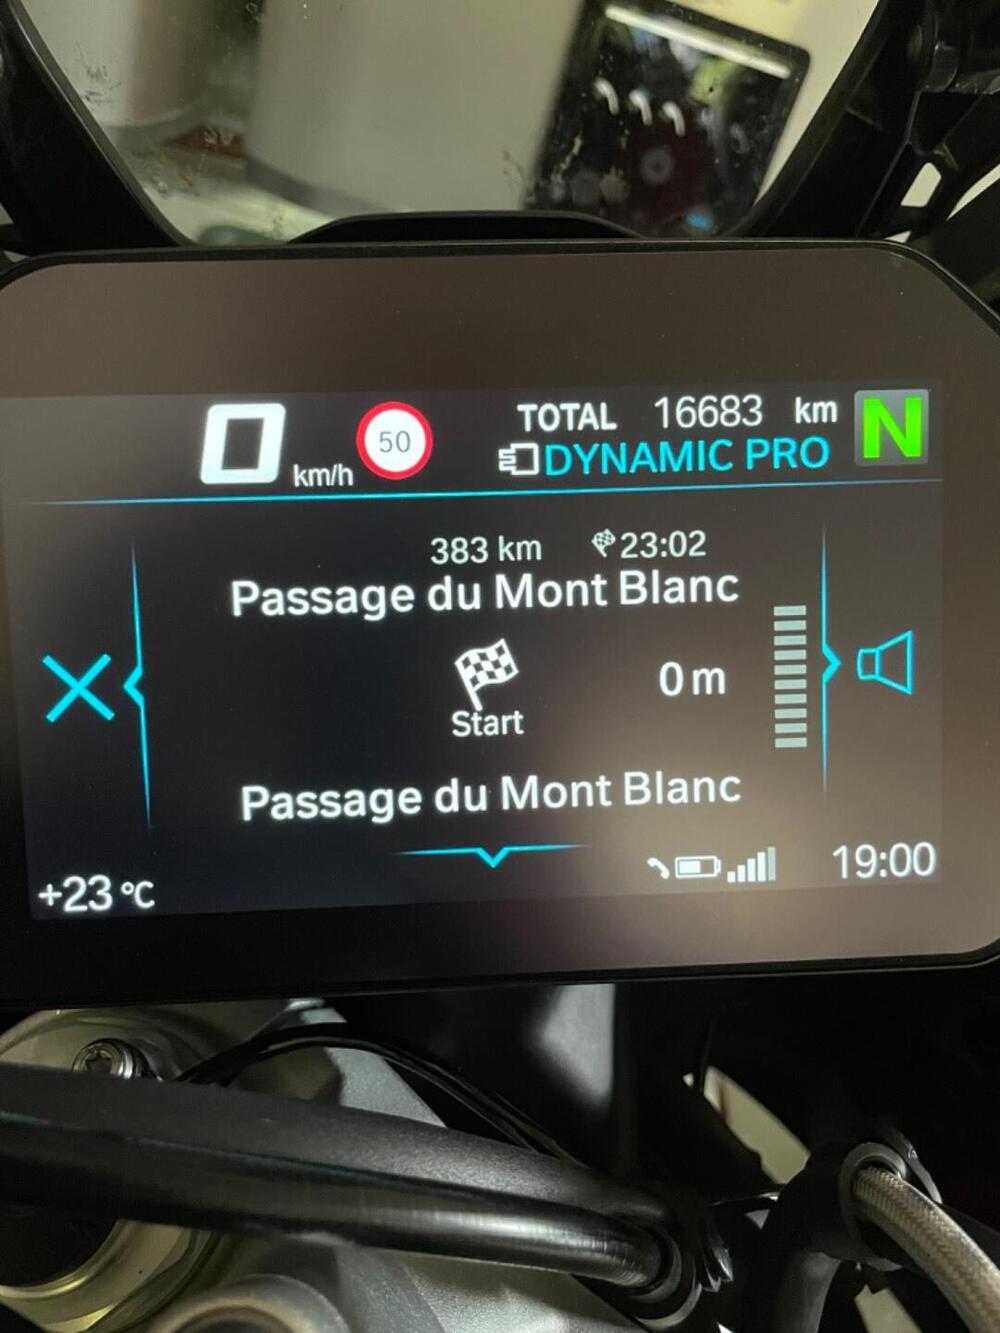 0 km/h 50 TOTAL 16683 km N
DYNAMIC PRO
383 km 23:02
Passage du Mont Blanc
0 m
Start
Passage du Mont Blanc
+23 °C 19:00